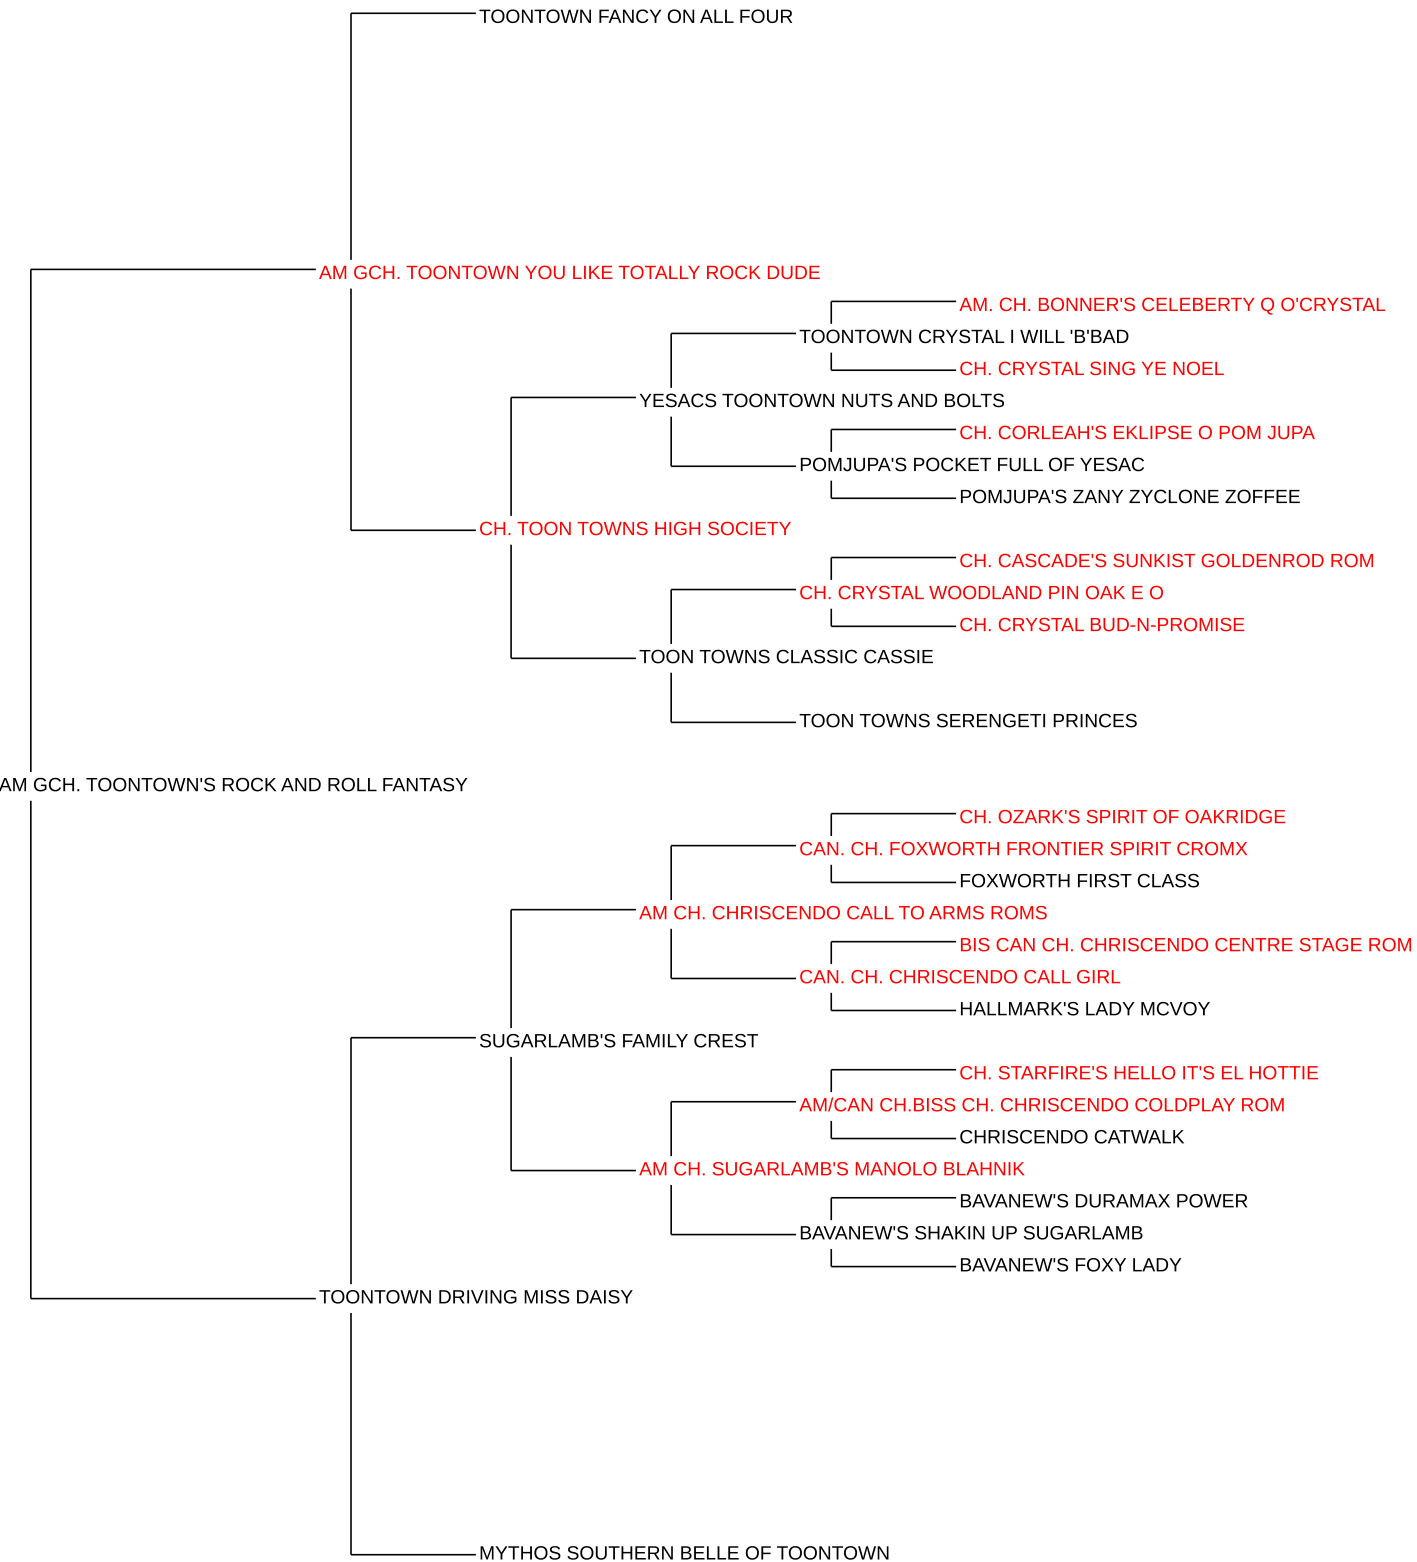 TOONTOWN FANCY ON ALL FOUR
AM GCH. TOONTOWN YOU LIKE TOTALLY ROCK DUDE
AM. CH. BONNER'S CELEBERTY Q O'CRYSTAL
TOONTOWN CRYSTAL I WILL 'B'BAD
CH. CRYSTAL SING YE NOEL
YESACS TOONTOWN NUTS AND BOLTS
CH. CORLEAH'S EKLIPSE O POM JUPA
POMJUPA'S POCKET FULL OF YESAC
POMJUPA'S ZANY ZYCLONE ZOFFEE
CH. TOON TOWNS HIGH SOCIETY
CH. CASCADE'S SUNKIST GOLDENROD ROM
CH. CRYSTAL WOODLAND PIN OAK E O
CH. CRYSTAL BUD-N-PROMISE
TOON TOWNS CLASSIC CASSIE
TOON TOWNS SERENGETI PRINCES
AM GCH. TOONTOWN'S ROCK AND ROLL FANTASY
CH. OZARK'S SPIRIT OF OAKRIDGE
CAN. CH. FOXWORTH FRONTIER SPIRIT CROMX
FOXWORTH FIRST CLASS
AM CH. CHRISCENDO CALL TO ARMS ROMS
BIS CAN CH. CHRISCENDO CENTRE STAGE ROM
CAN. CH. CHRISCENDO CALL GIRL
HALLMARK'S LADY MCVOY
SUGARLAMB'S FAMILY CREST
CH. STARFIRE'S HELLO IT'S EL HOTTIE
AM/CAN CH.BISS CH. CHRISCENDO COLDPLAY ROM
CHRISCENDO CATWALK
AM CH. SUGARLAMB'S MANOLO BLAHNIK
BAVANEW'S DURAMAX POWER
BAVANEW'S SHAKIN UP SUGARLAMB
BAVANEW'S FOXY LADY
TOONTOWN DRIVING MISS DAISY
MYTHOS SOUTHERN BELLE OF TOONTOWN